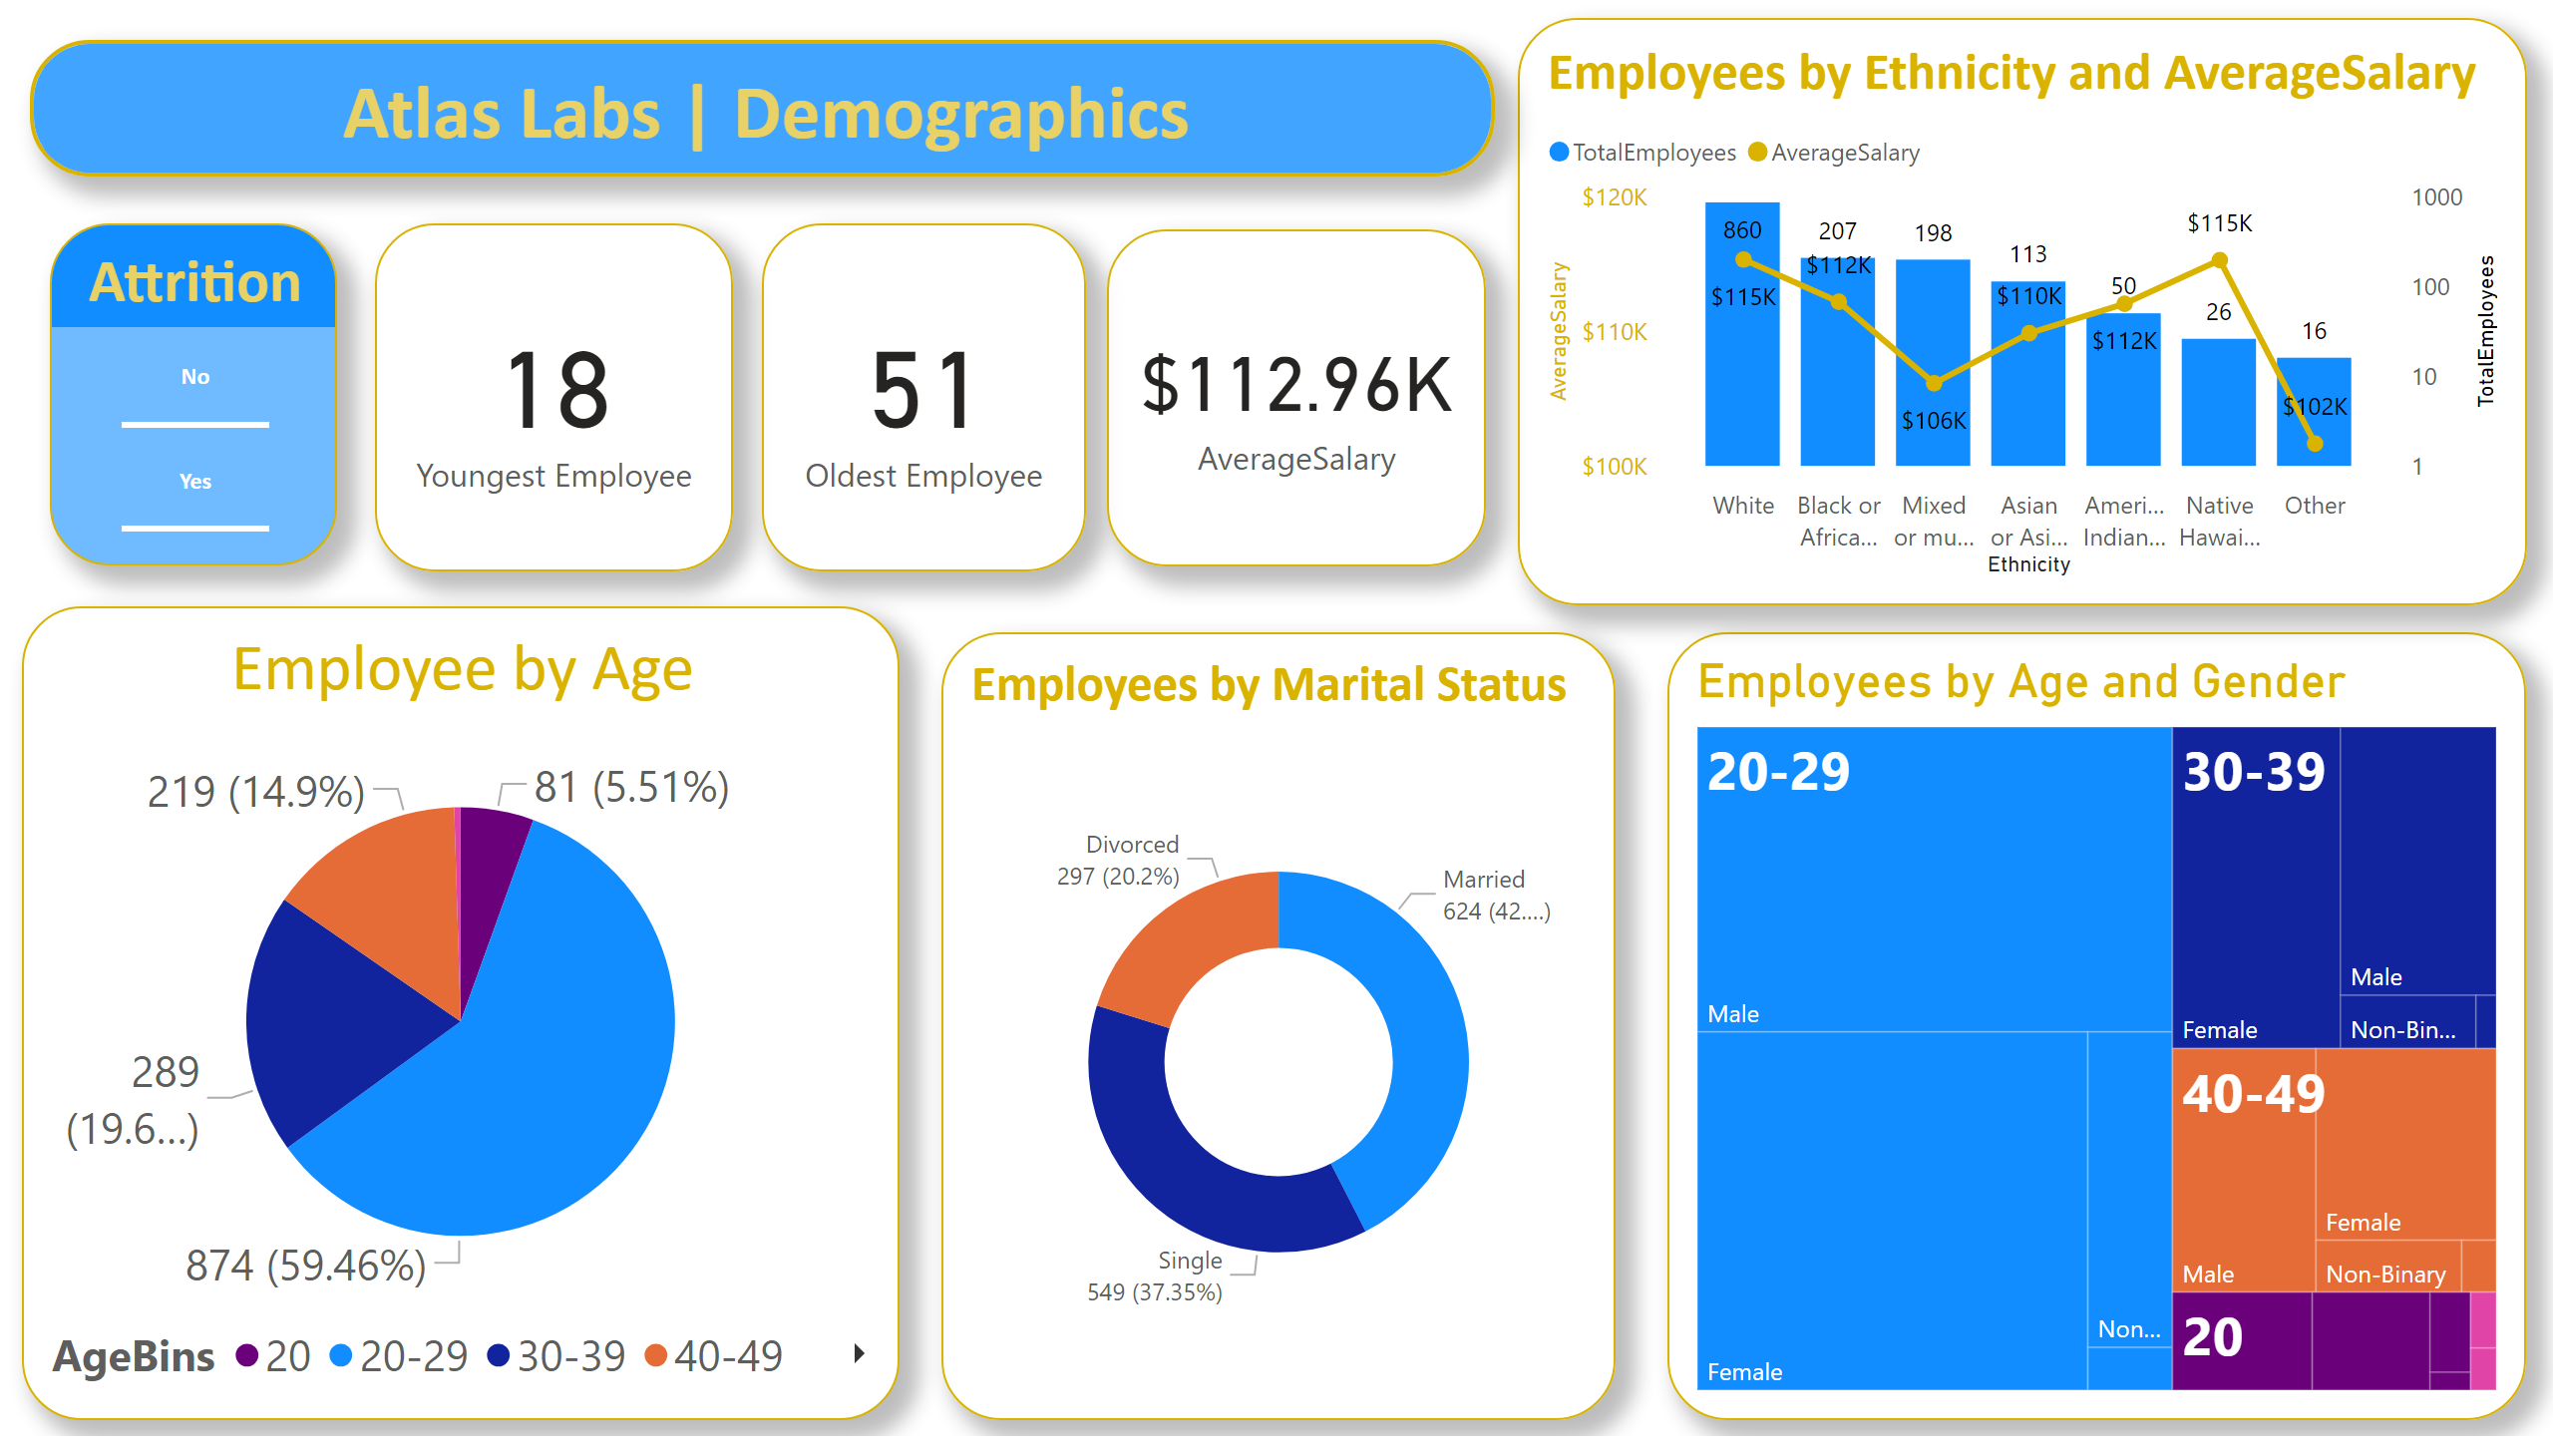 Atlas Labs | Demographics
Attrition
No
Yes
18
Youngest Employee
51
Oldest Employee
$112.96K
AverageSalary
Employees by Ethnicity and AverageSalary
TotalEmployees AverageSalary
$120K
$110K
$100K
AverageSalary
860
207
198
113
50
26
16
$115K
$112K
$106K
$110K
$112K
$115K
$102K
1000
100
10
1
TotalEmployees
White
Black or
Africa...
Mixed
or mu...
Asian
or Asi...
Ameri...
Indian...
Native
Hawai...
Other
Ethnicity
Employee by Age
219 (14.9%)
81 (5.51%)
289
(19.6...)
874 (59.46%)
AgeBins 20 20-29 30-39 40-49
Employees by Marital Status
Divorced
297 (20.2%)
Married
624 (42....)
Single
549 (37.35%)
Employees by Age and Gender
20-29
Male
Female
Non...
30-39
Female
Male
Non-Bin...
40-49
Male
Female
Non-Binary
20